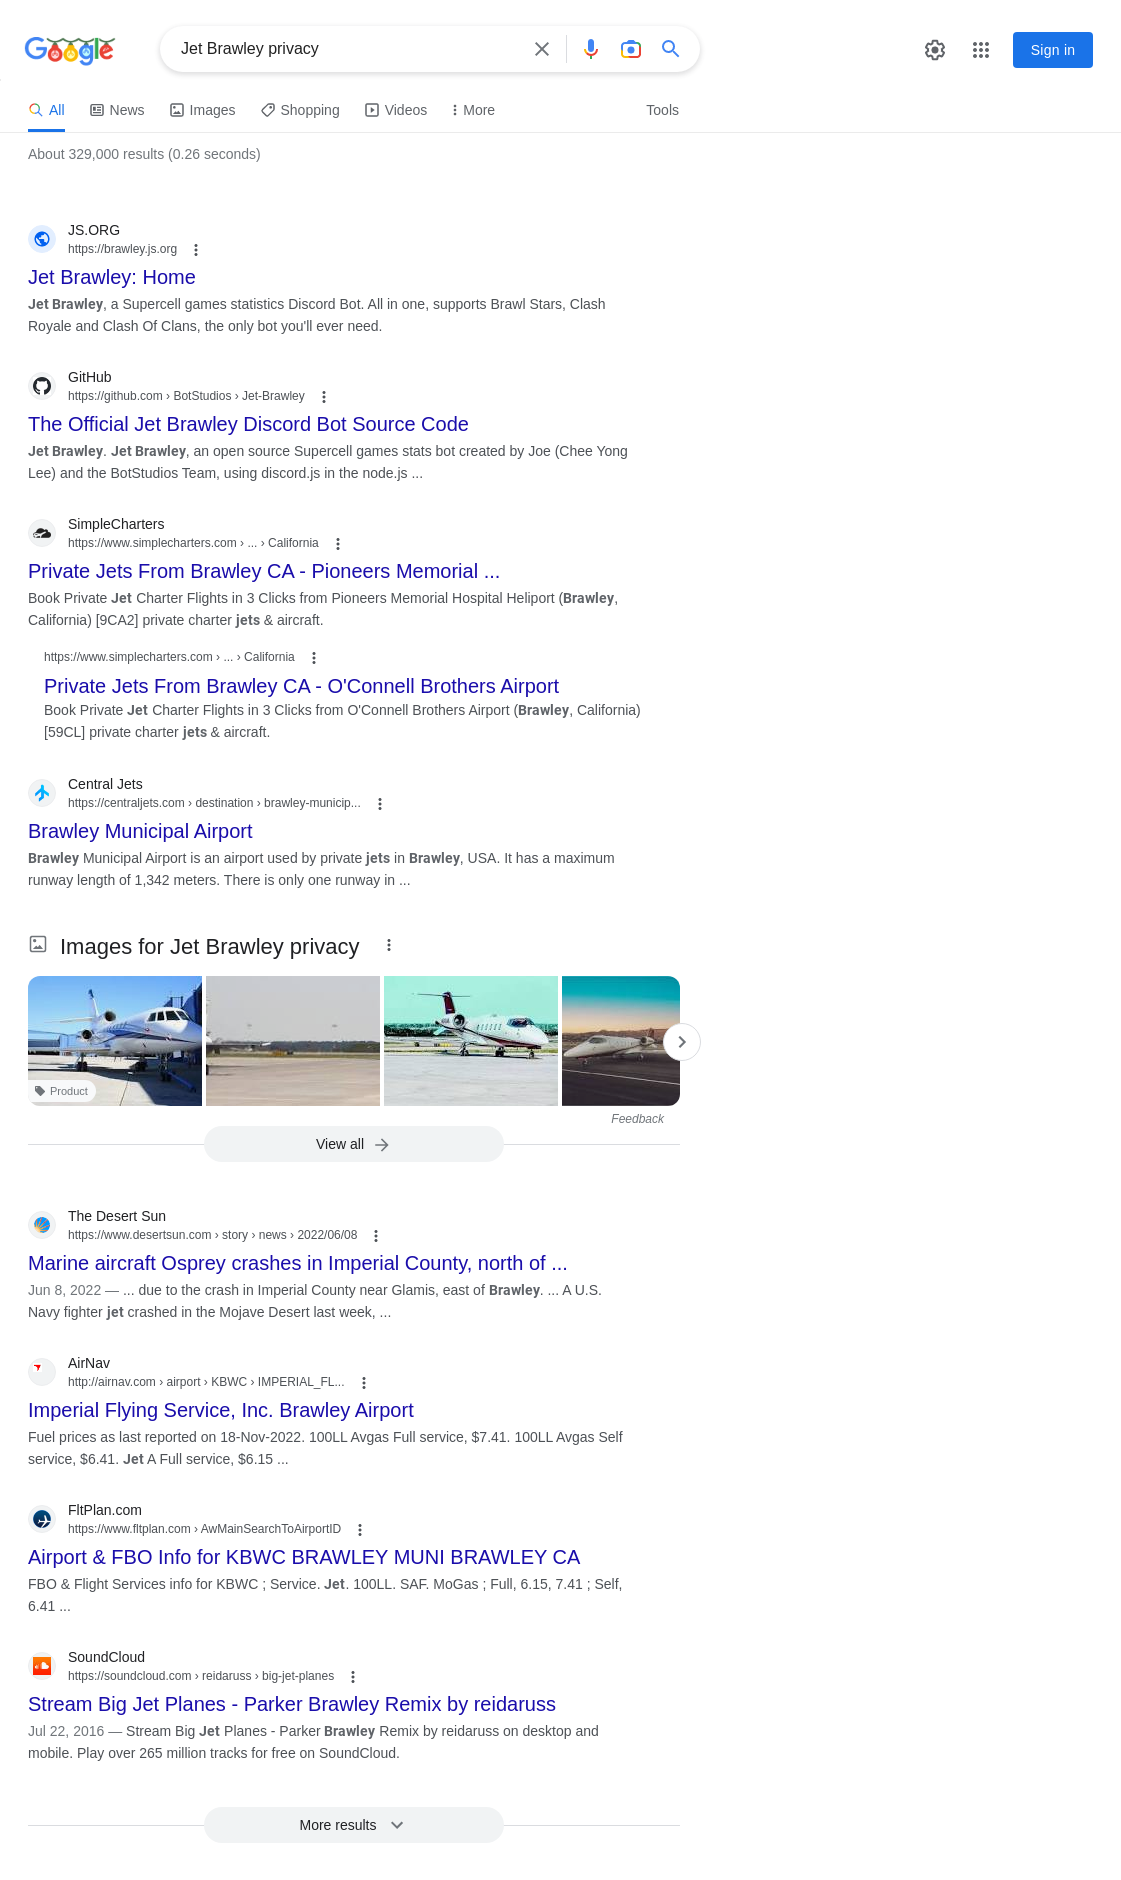 Google
Jet Brawley privacy
Sign in
All
News
Images
Shopping
Videos
More
Tools
About 329,000 results (0.26 seconds)
JS.ORG
https://brawley.js.org
Jet Brawley: Home
Jet Brawley, a Supercell games statistics Discord Bot. All in one, supports Brawl Stars, Clash
Royale and Clash Of Clans, the only bot you'll ever need.
GitHub
https://github.com › BotStudios › Jet-Brawley
The Official Jet Brawley Discord Bot Source Code
Jet Brawley. Jet Brawley, an open source Supercell games stats bot created by Joe (Chee Yong
Lee) and the BotStudios Team, using discord.js in the node.js ...
SimpleCharters
https://www.simplecharters.com › ... › California
Private Jets From Brawley CA - Pioneers Memorial ...
Book Private Jet Charter Flights in 3 Clicks from Pioneers Memorial Hospital Heliport (Brawley,
California) [9CA2] private charter jets & aircraft.
https://www.simplecharters.com › ... › California
Private Jets From Brawley CA - O'Connell Brothers Airport
Book Private Jet Charter Flights in 3 Clicks from O'Connell Brothers Airport (Brawley, California)
[59CL] private charter jets & aircraft.
Central Jets
https://centraljets.com › destination › brawley-municip...
Brawley Municipal Airport
Brawley Municipal Airport is an airport used by private jets in Brawley, USA. It has a maximum
runway length of 1,342 meters. There is only one runway in ...
Images for Jet Brawley privacy
Product
Feedback
View all
The Desert Sun
https://www.desertsun.com › story › news › 2022/06/08
Marine aircraft Osprey crashes in Imperial County, north of ...
Jun 8, 2022 — ... due to the crash in Imperial County near Glamis, east of Brawley. ... A U.S.
Navy fighter jet crashed in the Mojave Desert last week, ...
AirNav
http://airnav.com › airport › KBWC › IMPERIAL_FL...
Imperial Flying Service, Inc. Brawley Airport
Fuel prices as last reported on 18-Nov-2022. 100LL Avgas Full service, $7.41. 100LL Avgas Self
service, $6.41. Jet A Full service, $6.15 ...
FltPlan.com
https://www.fltplan.com › AwMainSearchToAirportID
Airport & FBO Info for KBWC BRAWLEY MUNI BRAWLEY CA
FBO & Flight Services info for KBWC ; Service. Jet. 100LL. SAF. MoGas ; Full, 6.15, 7.41 ; Self,
6.41 ...
SoundCloud
https://soundcloud.com › reidaruss › big-jet-planes
Stream Big Jet Planes - Parker Brawley Remix by reidaruss
Jul 22, 2016 — Stream Big Jet Planes - Parker Brawley Remix by reidaruss on desktop and
mobile. Play over 265 million tracks for free on SoundCloud.
More results